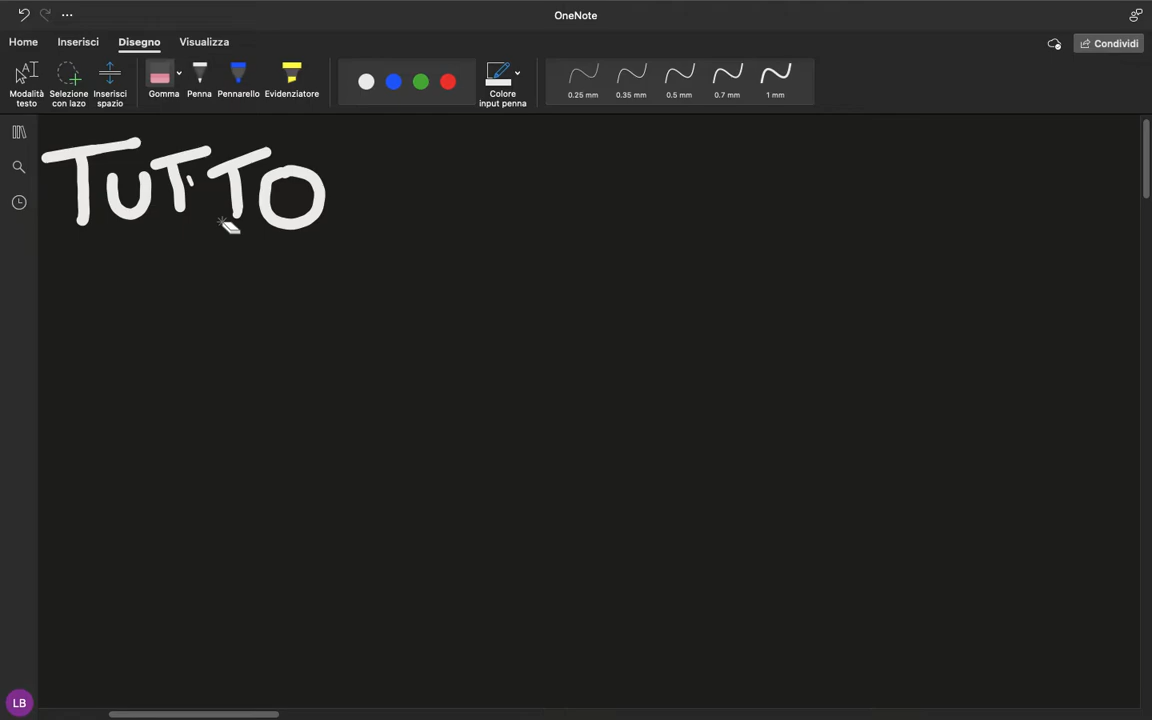 OneNote
Home Inserisci Disegno Visualizza
Condividi
Modalità testo
Selezione con lazo
Inserisci spazio
Gomma
Penna
Pennarello
Evidenziatore
Colore input penna
0.25 mm
0.35 mm
0.5 mm
0.7 mm
1 mm
TUTTO
LB